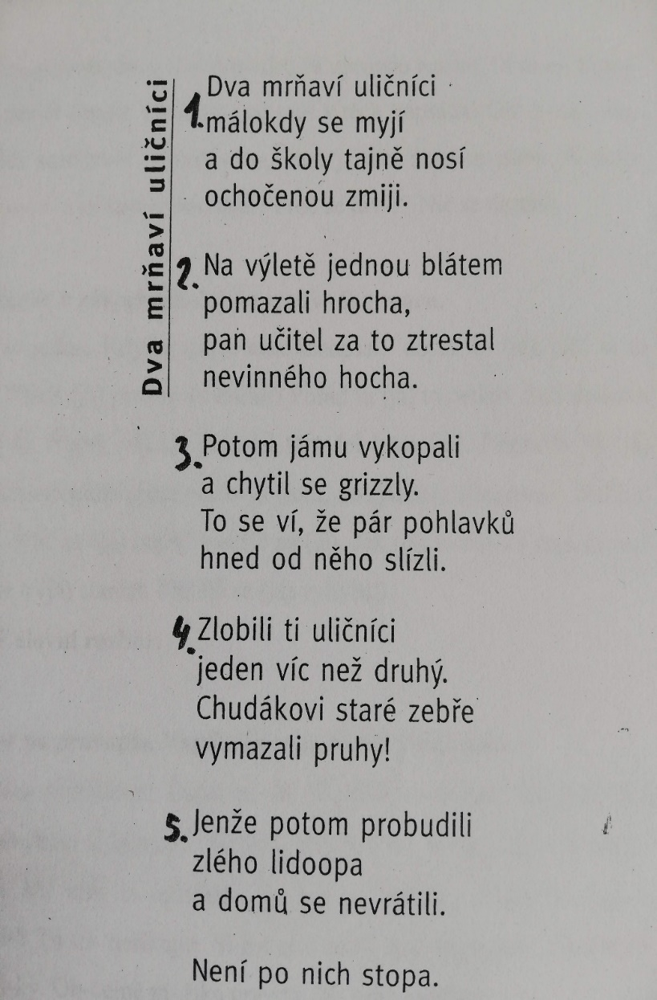 Dva mrňaví uličníci
1. Dva mrňaví uličníci
málokdy se myjí
a do školy tajně nosí
ochočenou zmiji.
2. Na výletě jednou blátem
pomazali hrocha,
pan učitel za to ztrestal
nevinného hocha.
3. Potom jámu vykopali
a chytil se grizzly.
To se ví, že pár pohlavků
hned od něho slízli.
4. Zlobili ti uličníci
jeden víc než druhý.
Chudákovi staré zebře
vymazali pruhy!
5. Jenže potom probudili
zlého lidoopa
a domů se nevrátili.
Není po nich stopa.